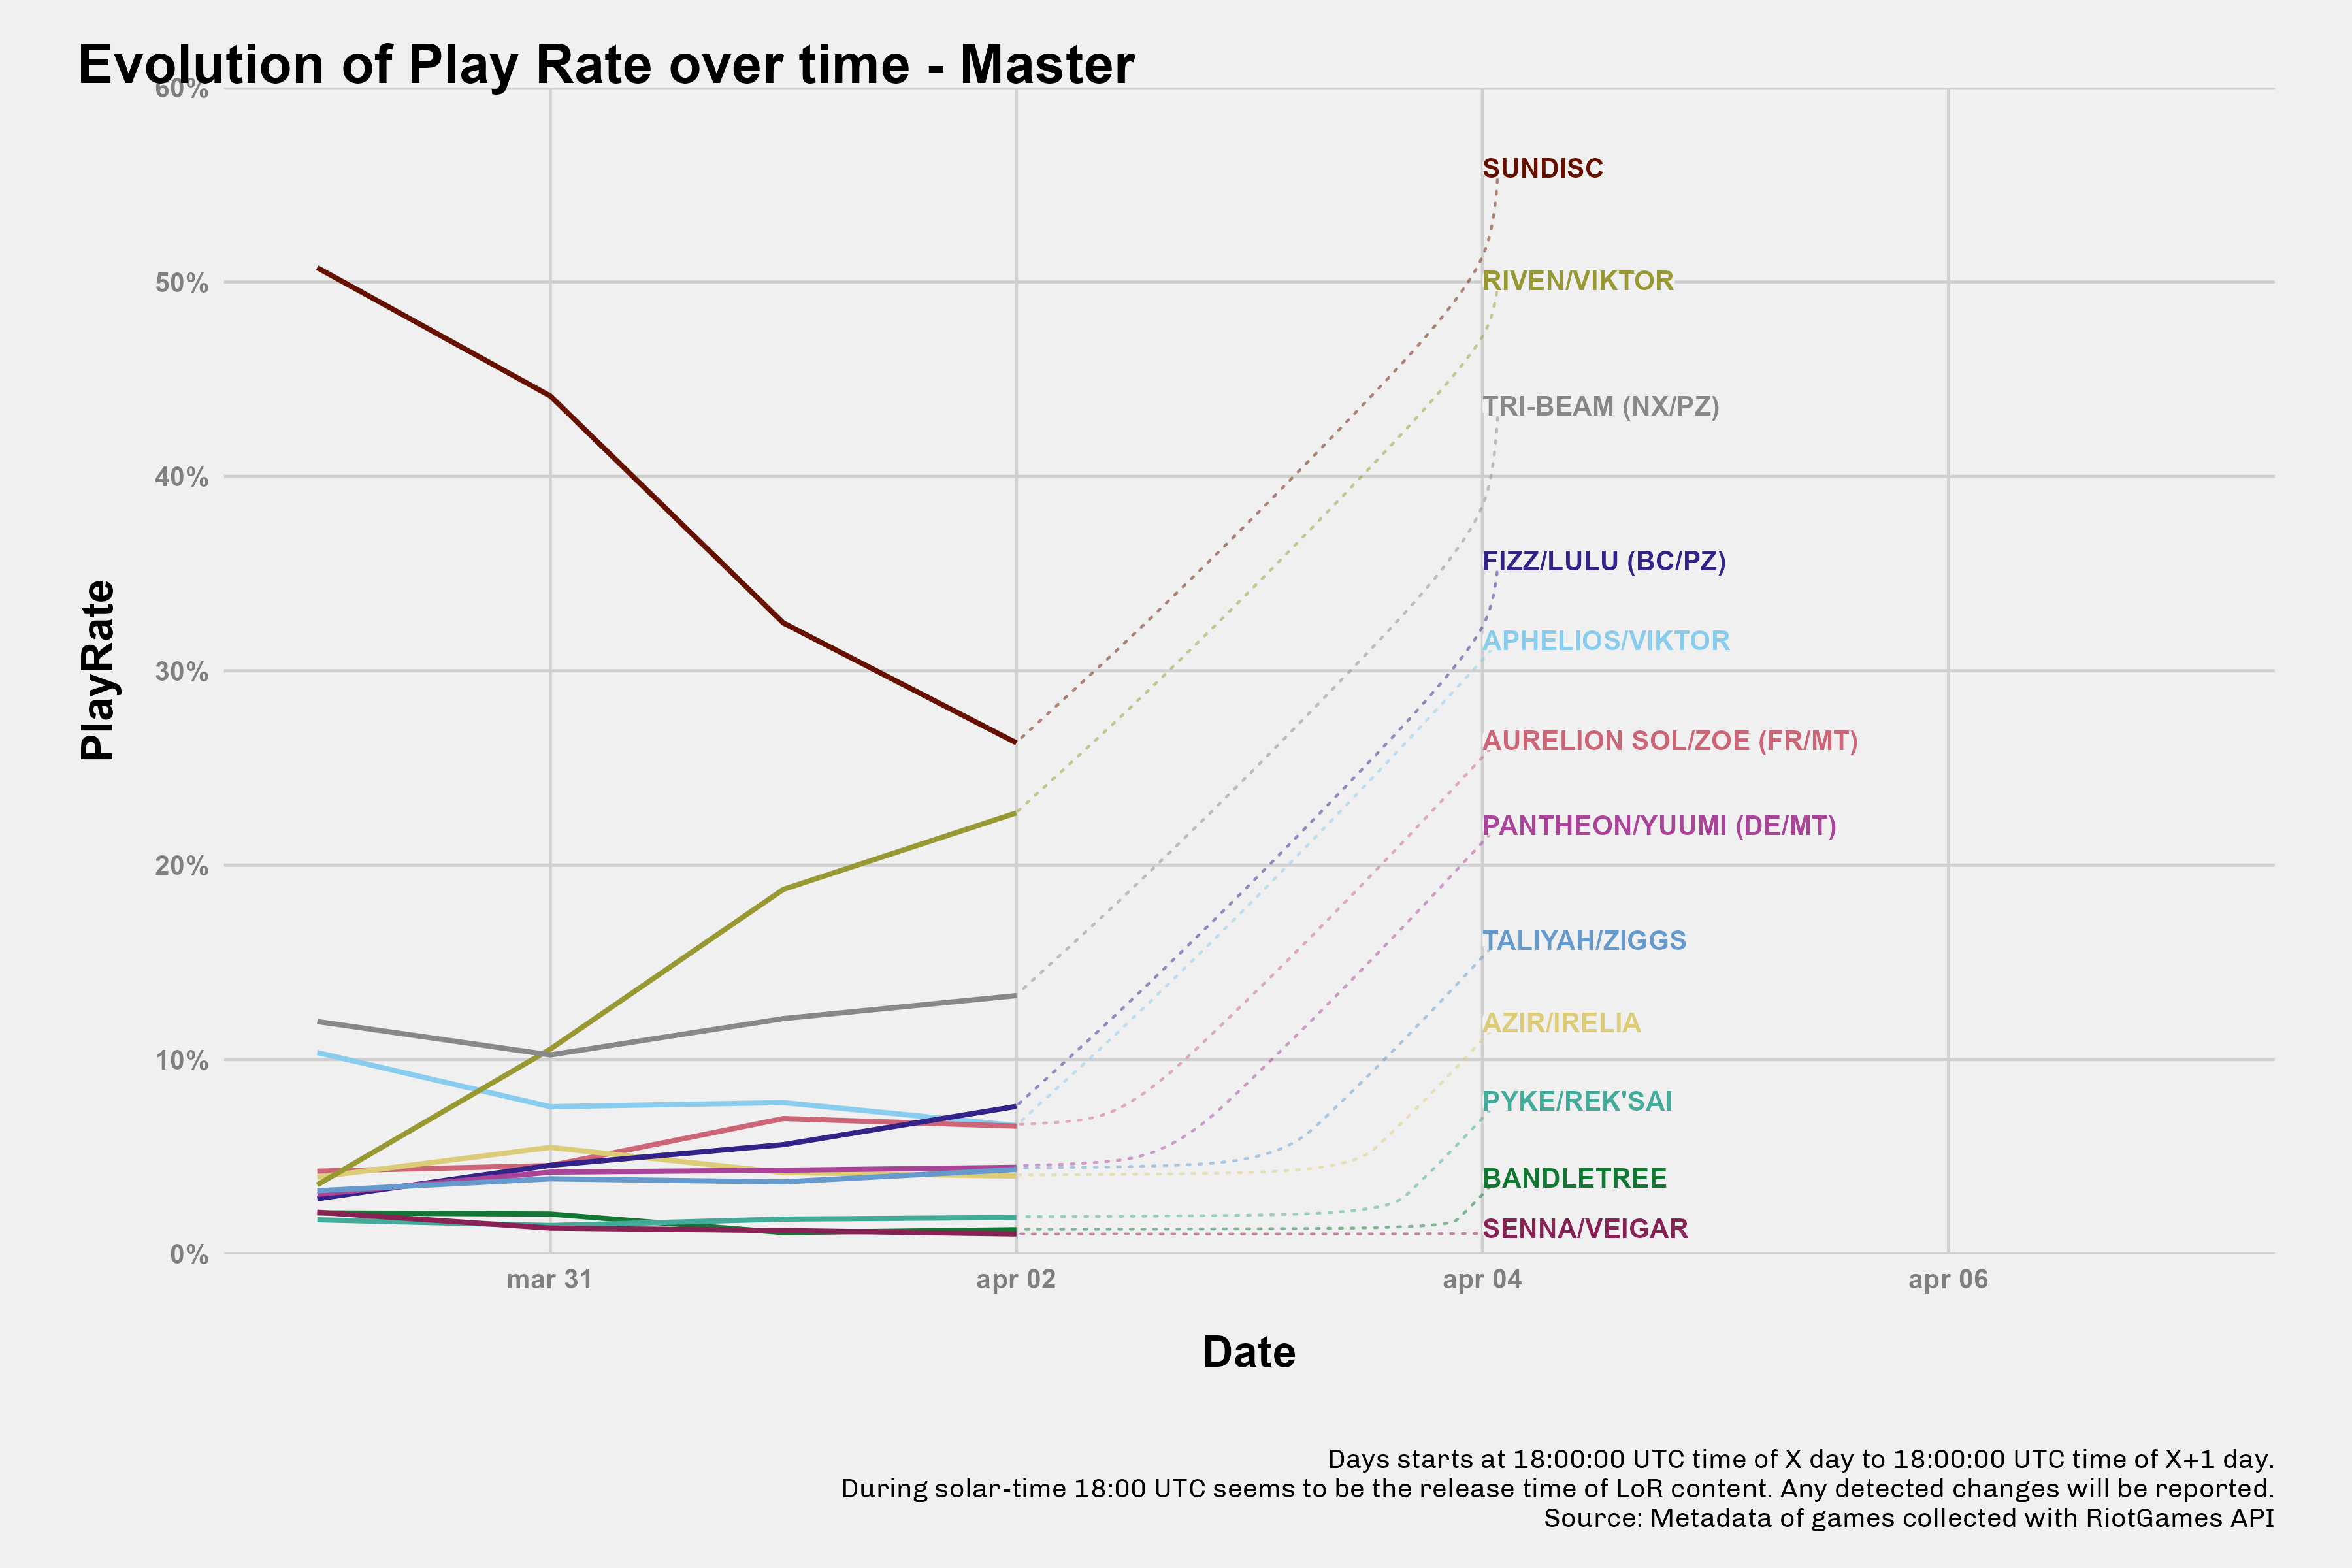 Evolution of Play Rate over time - Master
60%
50%
40%
30%
20%
10%
0%
PlayRate
SUNDISC
RIVEN/VIKTOR
TRI-BEAM (NX/PZ)
FIZZ/LULU (BC/PZ)
APHELIOS/VIKTOR
AURELION SOL/ZOE (FR/MT)
PANTHEON/YUUMI (DE/MT)
TALIYAH/ZIGGS
AZIR/IRELIA
PYKE/REK'SAI
BANDLETREE
SENNA/VEIGAR
mar 31 apr 02 apr 04 apr 06
Date
Days starts at 18:00:00 UTC time of X day to 18:00:00 UTC time of X+1 day.
During solar-time 18:00 UTC seems to be the release time of LoR content. Any detected changes will be reported.
Source: Metadata of games collected with RiotGames API